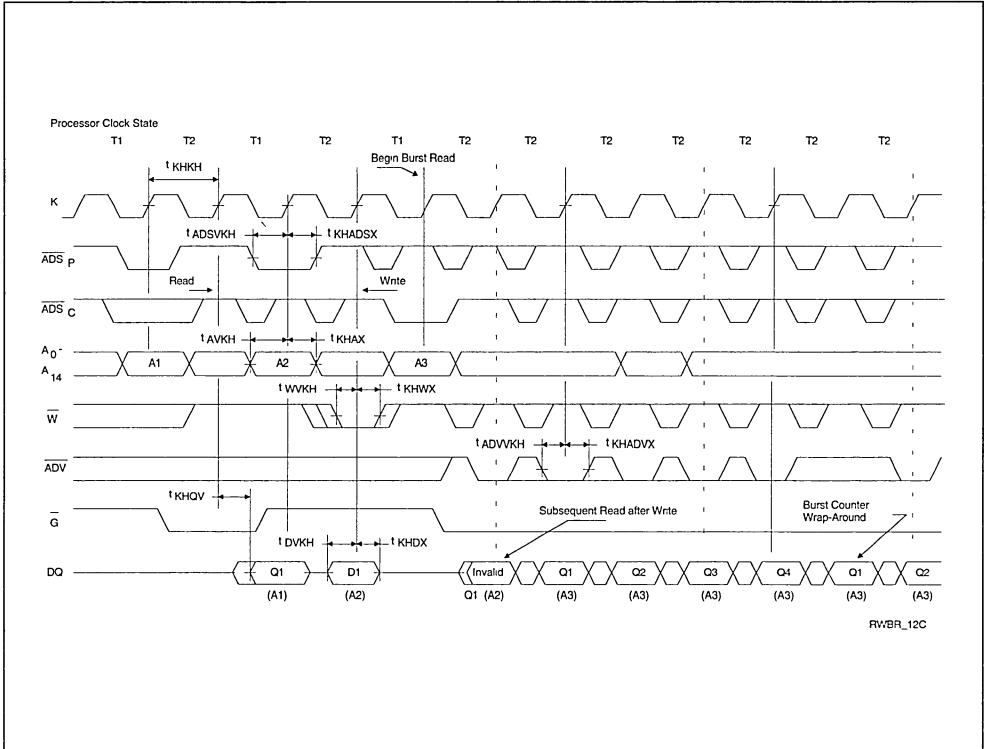 Processor Clock State
T1 T2 T1 T2 T1 T2 T2 T2 T2 T2 T2
Begin Burst Read
t KHKH
K
t ADSVKH t KHADSX
ADS P
Read Write
ADS C
t AVKH t KHAX
A0 - A14 A1 A2 A3
t WVKH t KHWX
W
t ADVVKH t KHADVX
ADV
t KHQV
Subsequent Read after Write
Burst Counter
Wrap-Around
G
t DVKH t KHDX
DQ Q1 D1 Invalid Q1 Q2 Q3 Q4 Q1 Q2
(A1) (A2) Q1 (A2) (A3) (A3) (A3) (A3) (A3) (A3)
RWBR_12C